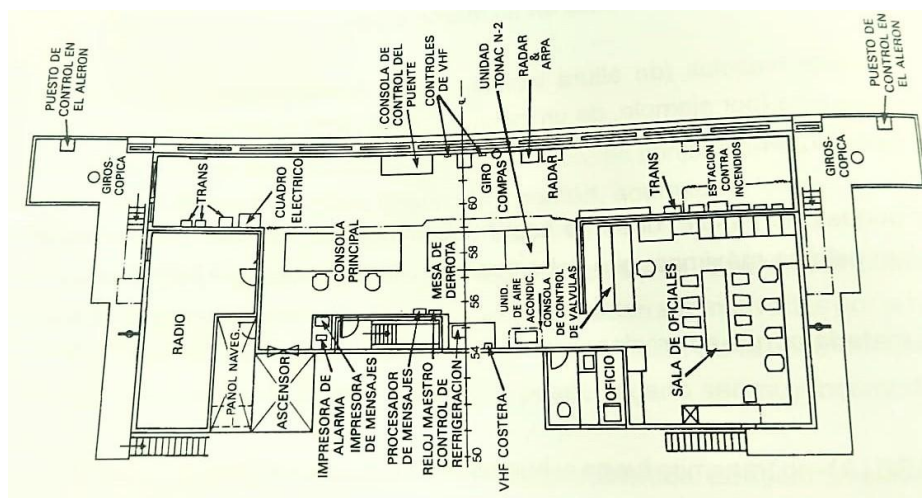 PUESTO DE
CONTROL EN
EL ALERON
GIROS-
COPICA
TRANS
CUADRO
ELECTRICO
CONSOLA DE
CONTROL DEL
PUENTE
CONTROLES
DE VHF
GIRO
COMPAS
UNIDAD
TONAC N-2
RADAR
&
ARPA
RADAR
TRANS
ESTACION
CONTRA
INCENDIOS
GIROS-
COPICA
PUESTO DE
CONTROL EN
EL ALERON
RADIO
PAÑOL NAVEG.
ASCENSOR
CONSOLA
PRINCIPAL
MESA DE
DERROTA
UNID.
DE AIRE
ACONDIC.
CONSOLA
DE CONTROL
DE VALVULAS
SALA DE OFICIALES
OFICIO
IMPRESORA DE
ALARMA
IMPRESORA
DE MENSAJES
PROCESADOR
DE MENSAJES
RELOJ MAESTRO
CONTROL DE
REFRIGERACION
VHF COSTERA
50
54
56
58
60